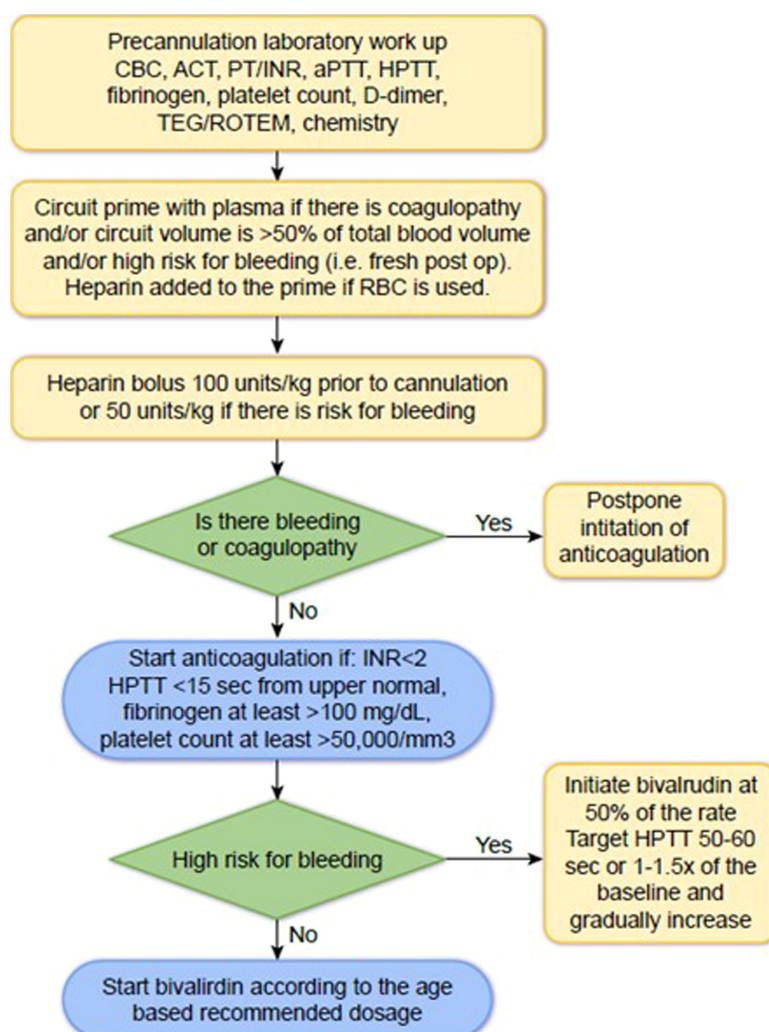 Precannulation laboratory work up
CBC, ACT, PT/INR, aPTT, HPTT,
fibrinogen, platelet count, D-dimer,
TEG/ROTEM, chemistry
Circuit prime with plasma if there is coagulopathy
and/or circuit volume is >50% of total blood volume
and/or high risk for bleeding (i.e. fresh post op).
Heparin added to the prime if RBC is used.
Heparin bolus 100 units/kg prior to cannulation
or 50 units/kg if there is risk for bleeding
Is there bleeding
or coagulopathy
Yes
Postpone
intitation of
anticoagulation
No
Start anticoagulation if: INR<2
HPTT <15 sec from upper normal,
fibrinogen at least >100 mg/dL,
platelet count at least >50,000/mm3
High risk for bleeding
Yes
Initiate bivalrudin at
50% of the rate
Target HPTT 50-60
sec or 1-1.5x of the
baseline and
gradually increase
No
Start bivalirdin according to the age
based recommended dosage